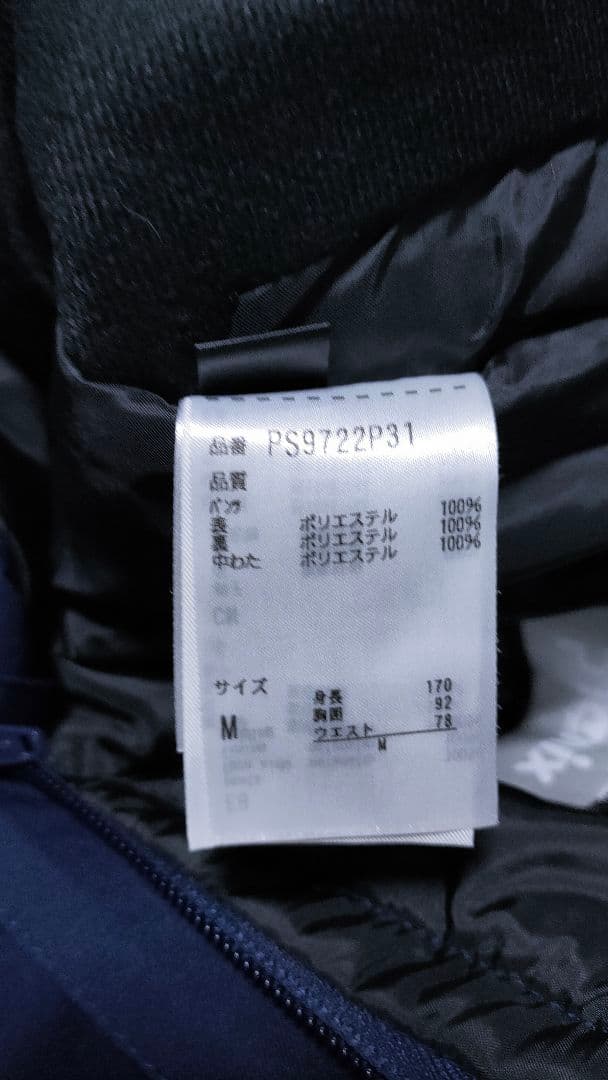 品番 PS9722P31
品質
パンツ
表 ポリエステル 100%
裏 ポリエステル 100%
中わた ポリエステル 100%
サイズ 身長 170
胸囲 92
M ウエスト 78
M